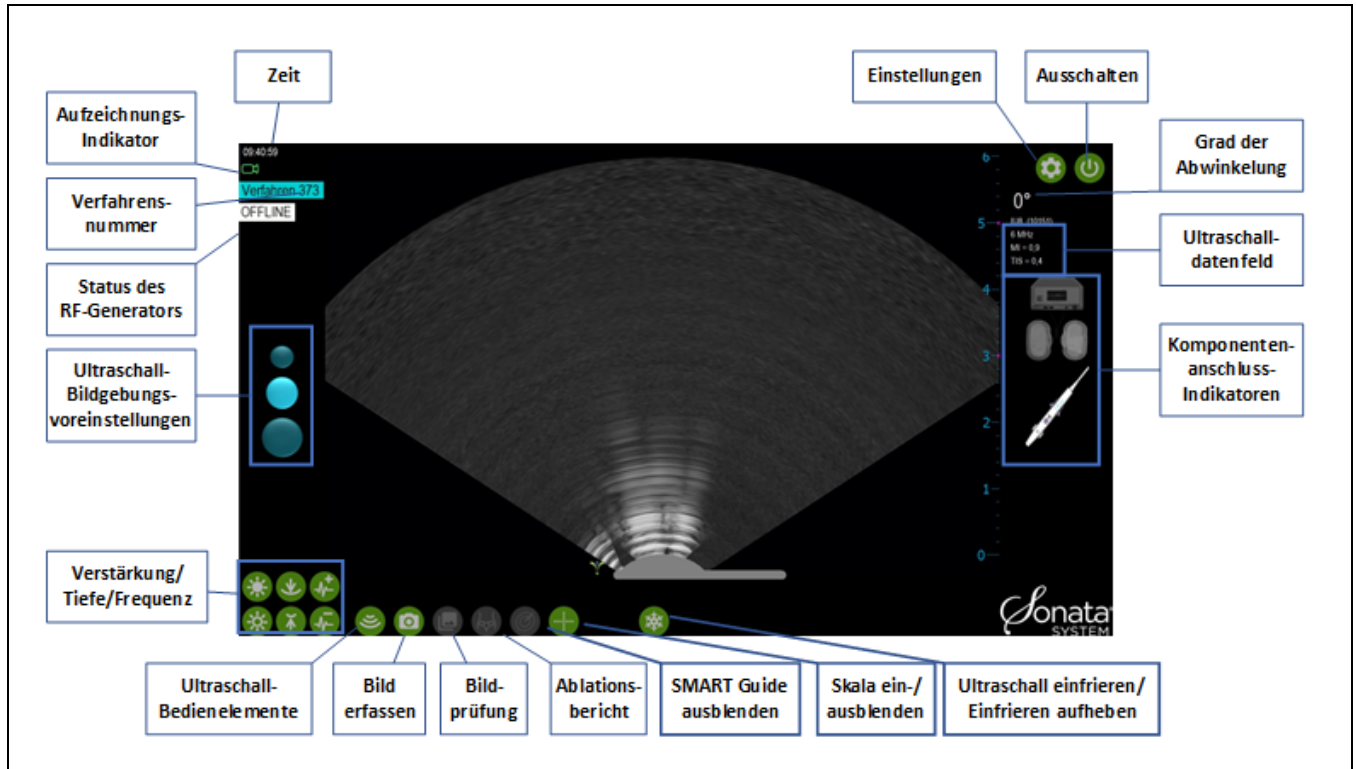 Zeit
Einstellungen
Ausschalten
Aufzeichnungs-
Indikator
Grad der
Abwinkelung
Verfahrens-
nummer
Ultraschall-
datenfeld
Status des
RF-Generators
Komponenten-
anschluss-
Indikatoren
Ultraschall-
Bildgebungs-
voreinstellungen
Verstärkung/
Tiefe/Frequenz
09:40:59
Verfahren-373
OFFLINE
6
5
4
3
2
1
0
0°
6 MHz
MI = 0,9
TIS = 0,4
Sonata
SYSTEM
Ultraschall-
Bedienelemente
Bild
erfassen
Bild-
prüfung
Ablations-
bericht
SMART Guide
ausblenden
Skala ein-/
ausblenden
Ultraschall einfrieren/
Einfrieren aufheben